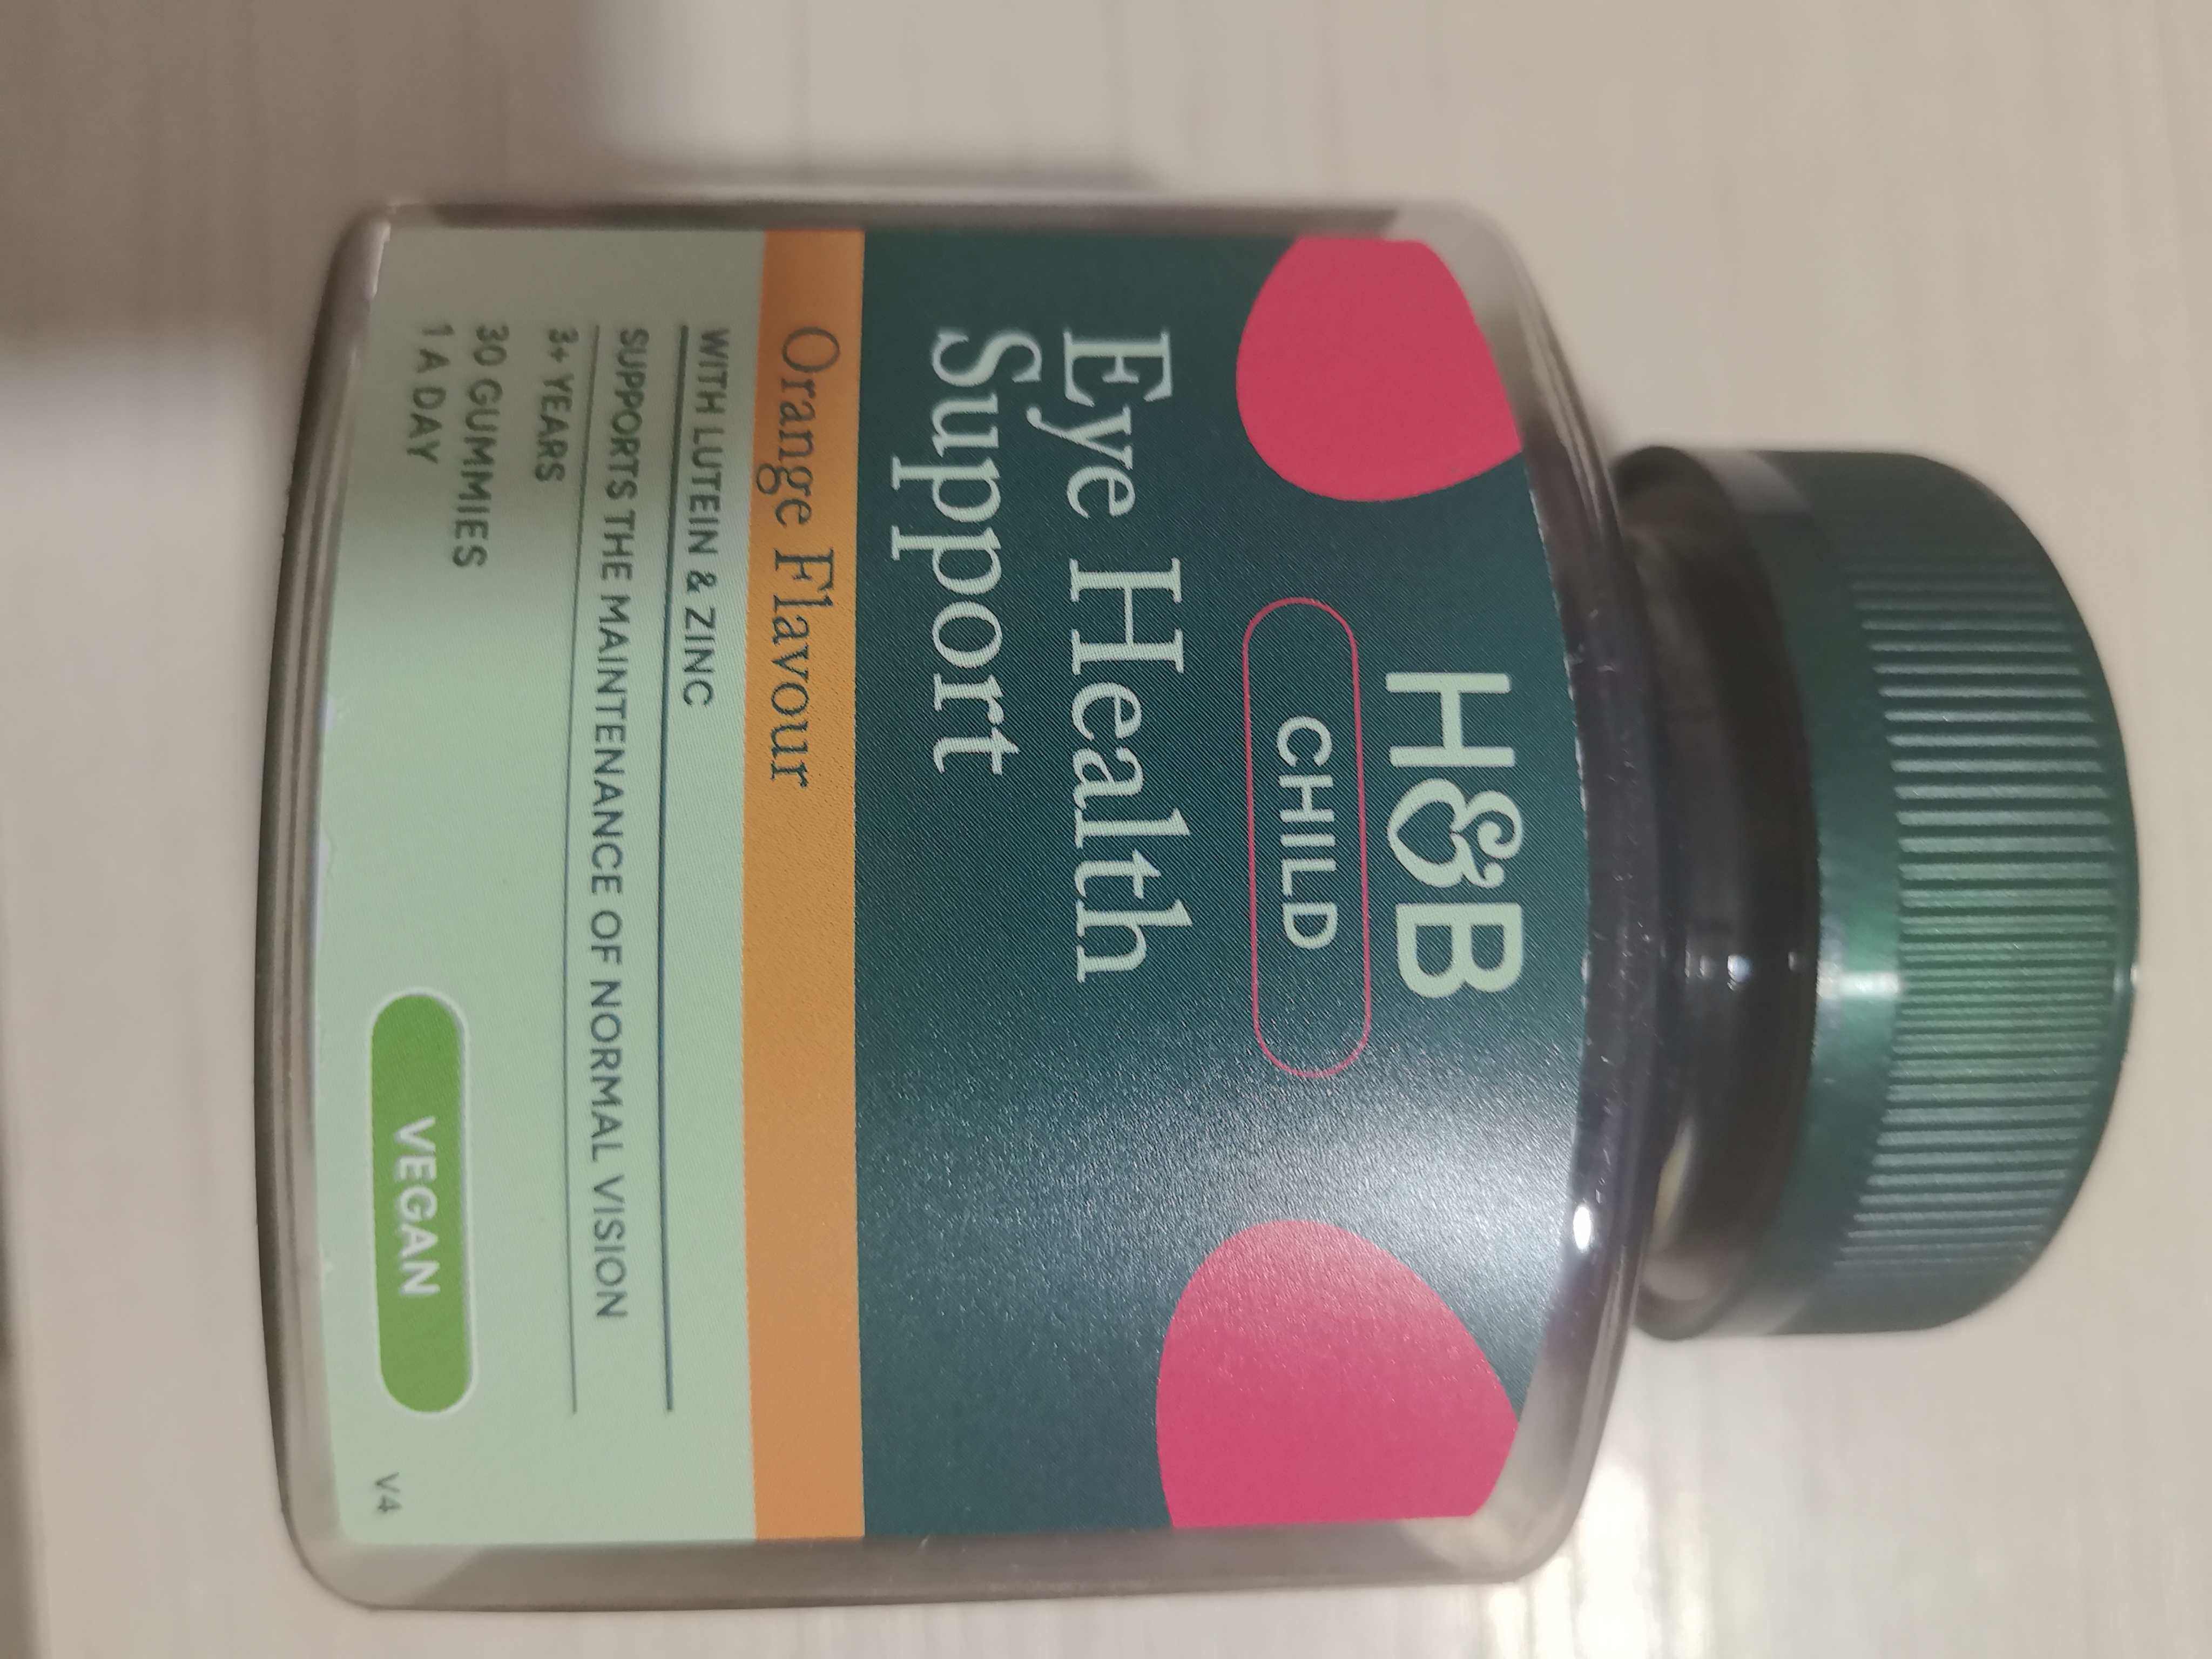 H&B
CHILD
Eye Health
Support
Orange Flavour
WITH LUTEIN & ZINC
SUPPORTS THE MAINTENANCE OF NORMAL VISION
3+ YEARS
30 GUMMIES
1 A DAY
VEGAN
V4